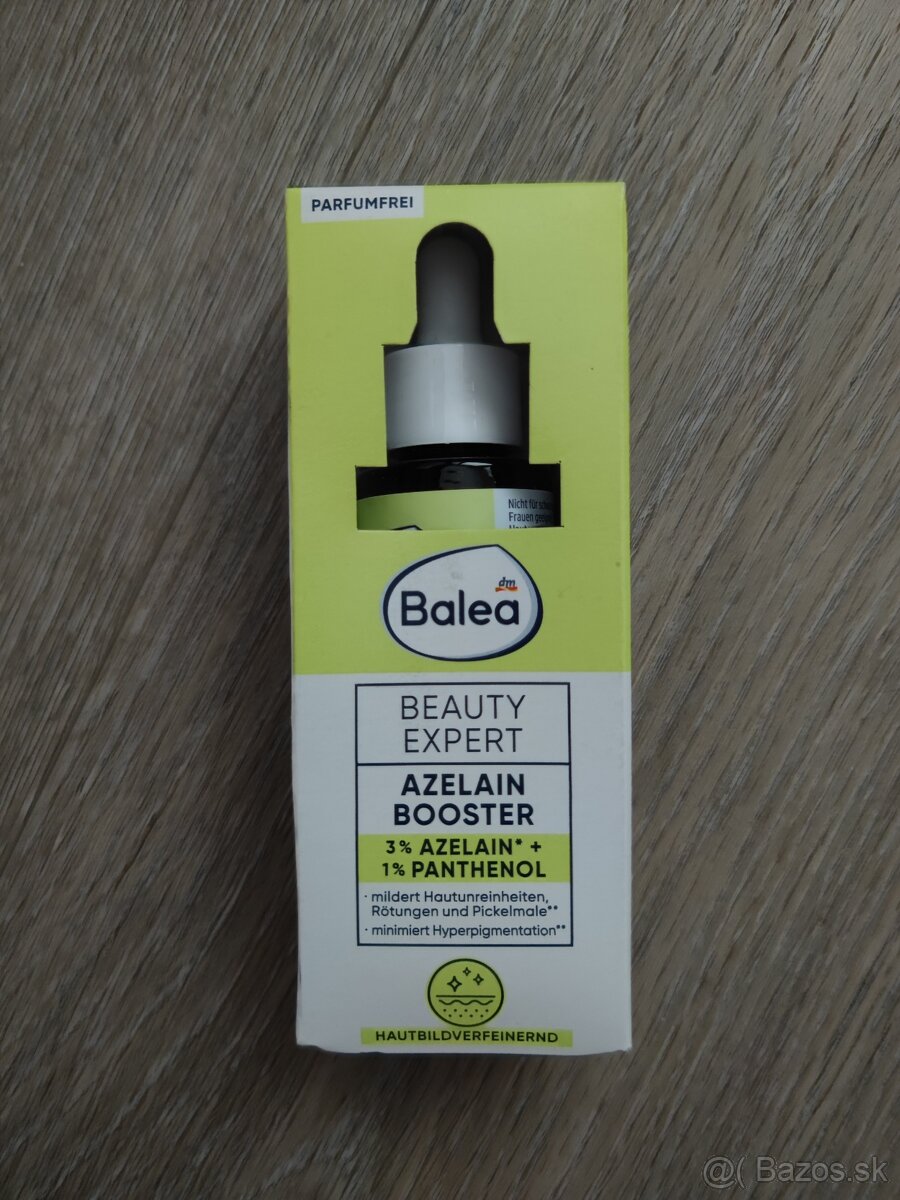 PARFUMFREI
Nicht für
Frauen
dm
Balea
BEAUTY
EXPERT
AZELAIN
BOOSTER
3% AZELAIN* +
1% PANTHENOL
· mildert Hautunreinheiten,
Rötungen und Pickelmale**
· minimiert Hyperpigmentation**
HAUTBILDVERFEINERND
@( Bazos.sk